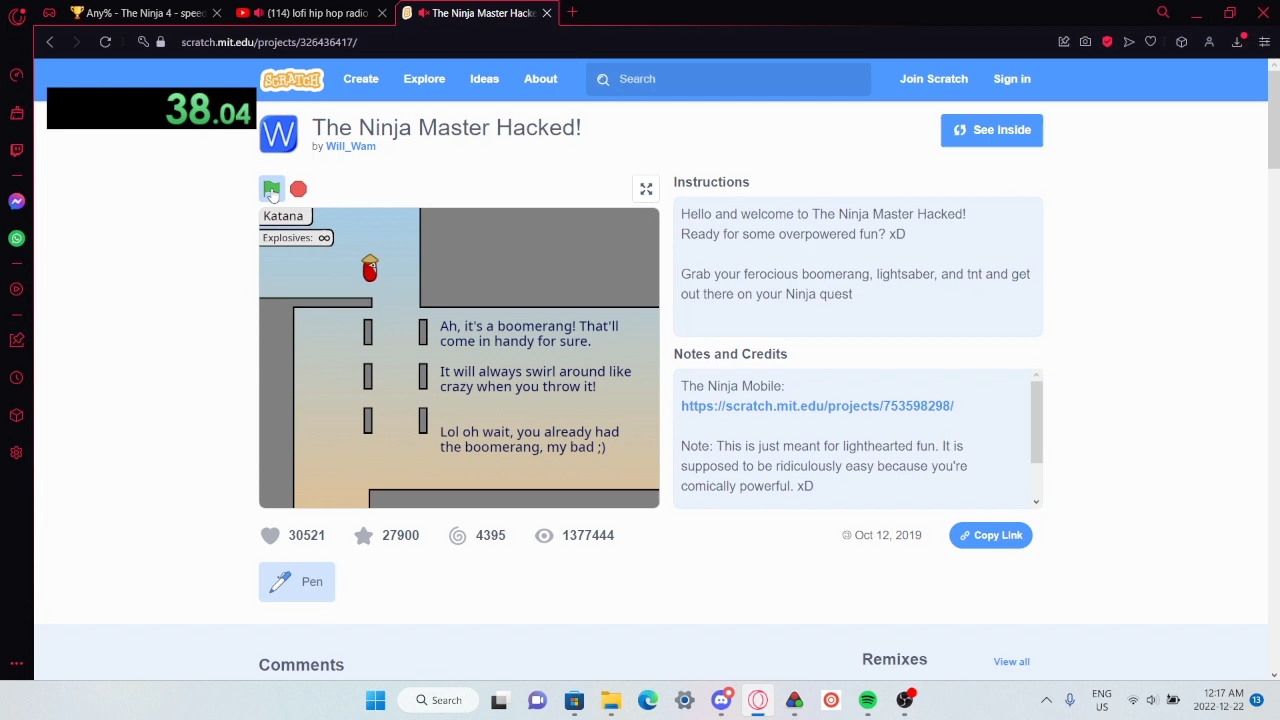 Any% - The Ninja 4 - speed
(114) lofi hip hop radio
The Ninja Master Hacke
scratch.mit.edu/projects/326436417/
SCRATCH
Create
Explore
Ideas
About
Search
Join Scratch
Sign in
38.04
W
The Ninja Master Hacked!
by Will_Wam
See inside
Katana
Explosives: ∞
Ah, it's a boomerang! That'll
come in handy for sure.
It will always swirl around like
crazy when you throw it!
Lol oh wait, you already had
the boomerang, my bad ;)
Instructions
Hello and welcome to The Ninja Master Hacked!
Ready for some overpowered fun? xD
Grab your ferocious boomerang, lightsaber, and tnt and get
out there on your Ninja quest
Notes and Credits
The Ninja Mobile:
https://scratch.mit.edu/projects/753598298/
Note: This is just meant for lighthearted fun. It is
supposed to be ridiculously easy because you're
comically powerful. xD
30521
27900
4395
1377444
© Oct 12, 2019
Copy Link
Pen
Comments
Remixes
View all
Search
ENG
US
12:17 AM
2022-12-22
13